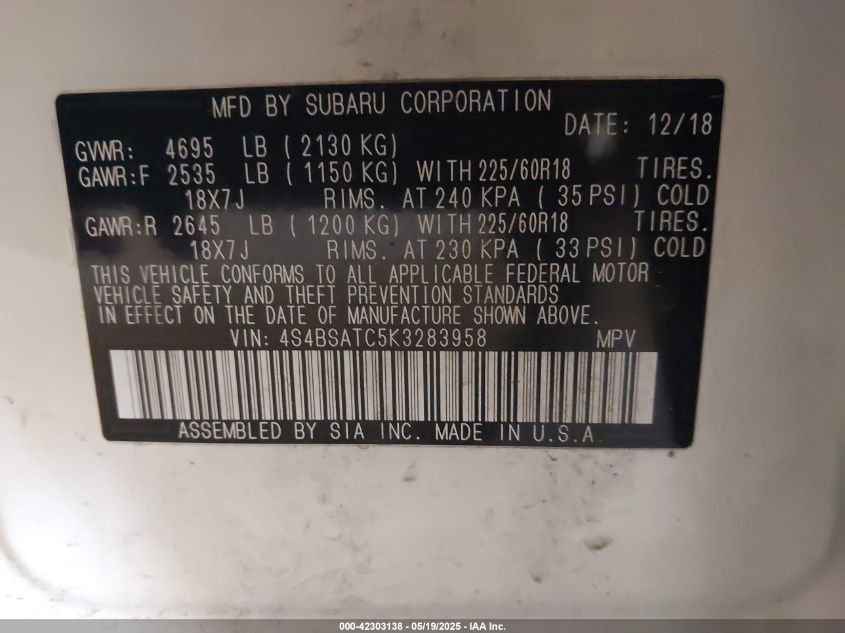 MFD BY SUBARU CORPORATION
DATE: 12/18
GVWR: 4695 LB ( 2130 KG)
GAWR:F 2535 LB ( 1150 KG) WITH 225/60R18 TIRES.
18X7J RIMS. AT 240 KPA ( 35 PSI) COLD
GAWR:R 2645 LB ( 1200 KG) WITH 225/60R18 TIRES.
18X7J RIMS. AT 230 KPA ( 33 PSI) COLD
THIS VEHICLE CONFORMS TO ALL APPLICABLE FEDERAL MOTOR
VEHICLE SAFETY AND THEFT PREVENTION STANDARDS
IN EFFECT ON THE DATE OF MANUFACTURE SHOWN ABOVE.
VIN: 4S4BSATC5K3283958 MPV
ASSEMBLED BY SIA INC. MADE IN U.S.A.
000-42303138 - 05/19/2025 - IAA Inc.